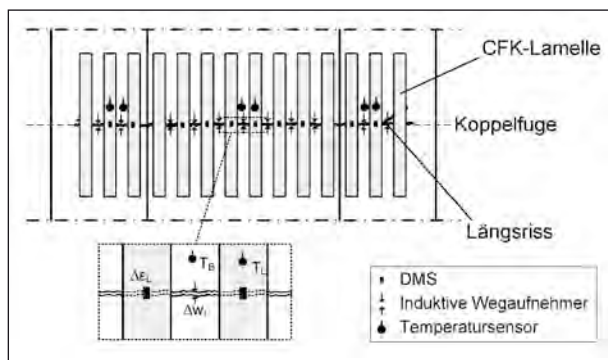 CFK-Lamelle
Koppelfuge
Längsriss
T_B
T_L
Δε_L
Δw_i
DMS
Induktive Wegaufnehmer
Temperatursensor